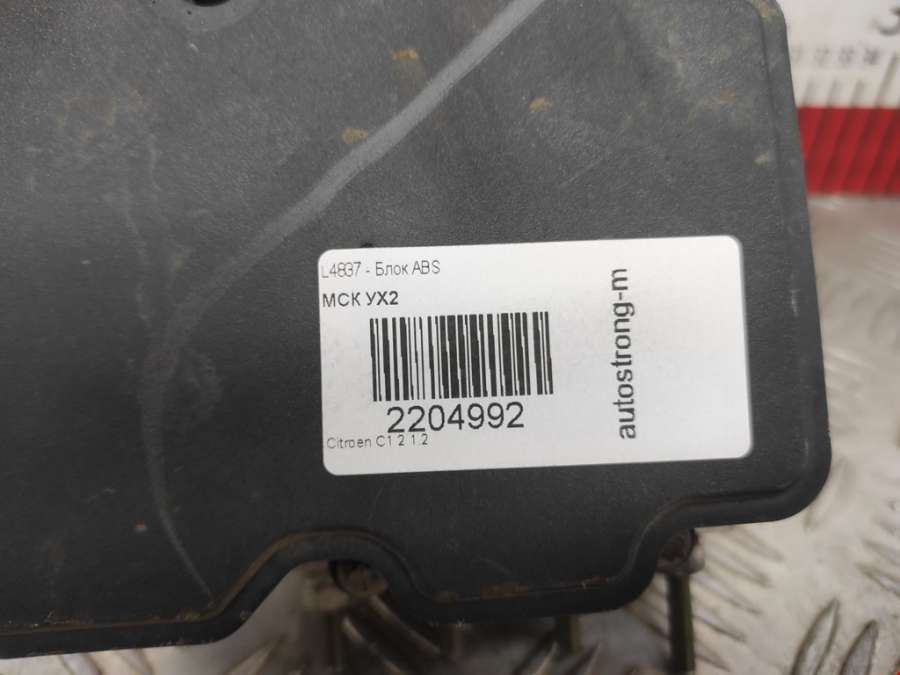 L4837 - Блок ABS
МСК УХ2
2204992
Citroen C1 2 1.2
autostrong-m